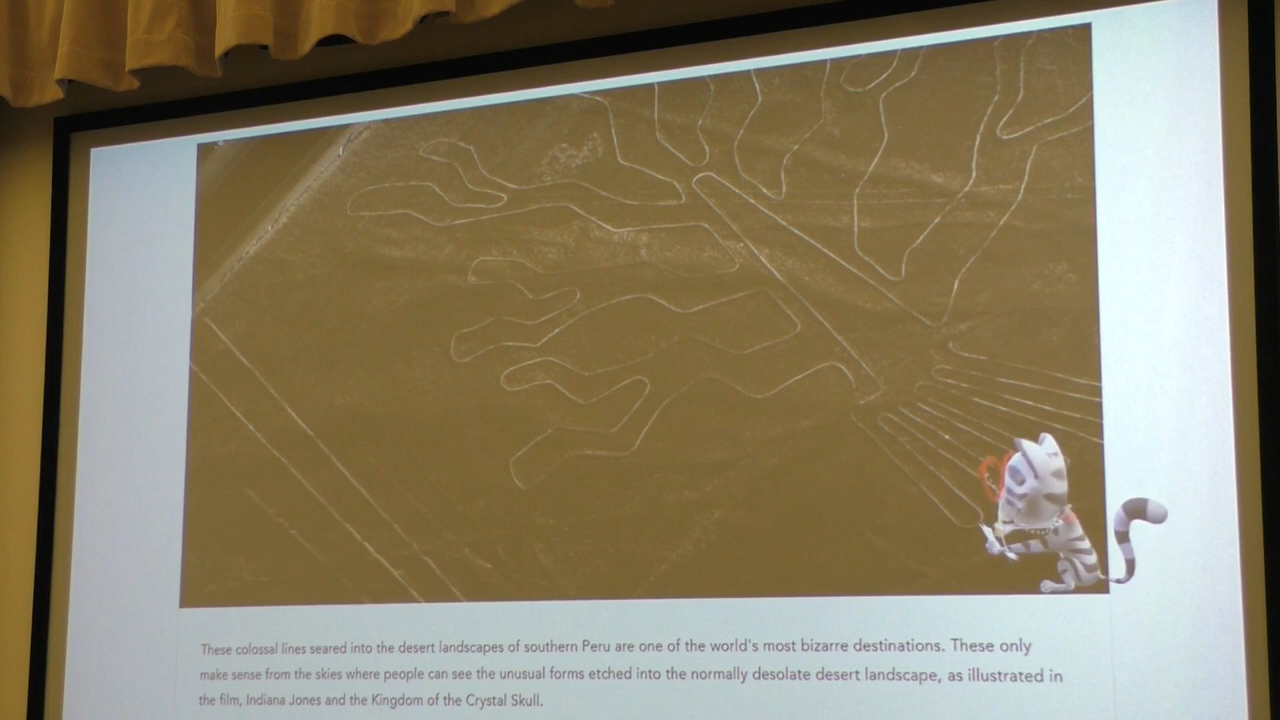 These colossal lines seared into the desert landscapes of southern Peru are one of the world's most bizarre destinations. These only
make sense from the skies where people can see the unusual forms etched into the normally desolate desert landscape, as illustrated in
the film, Indiana Jones and the Kingdom of the Crystal Skull.